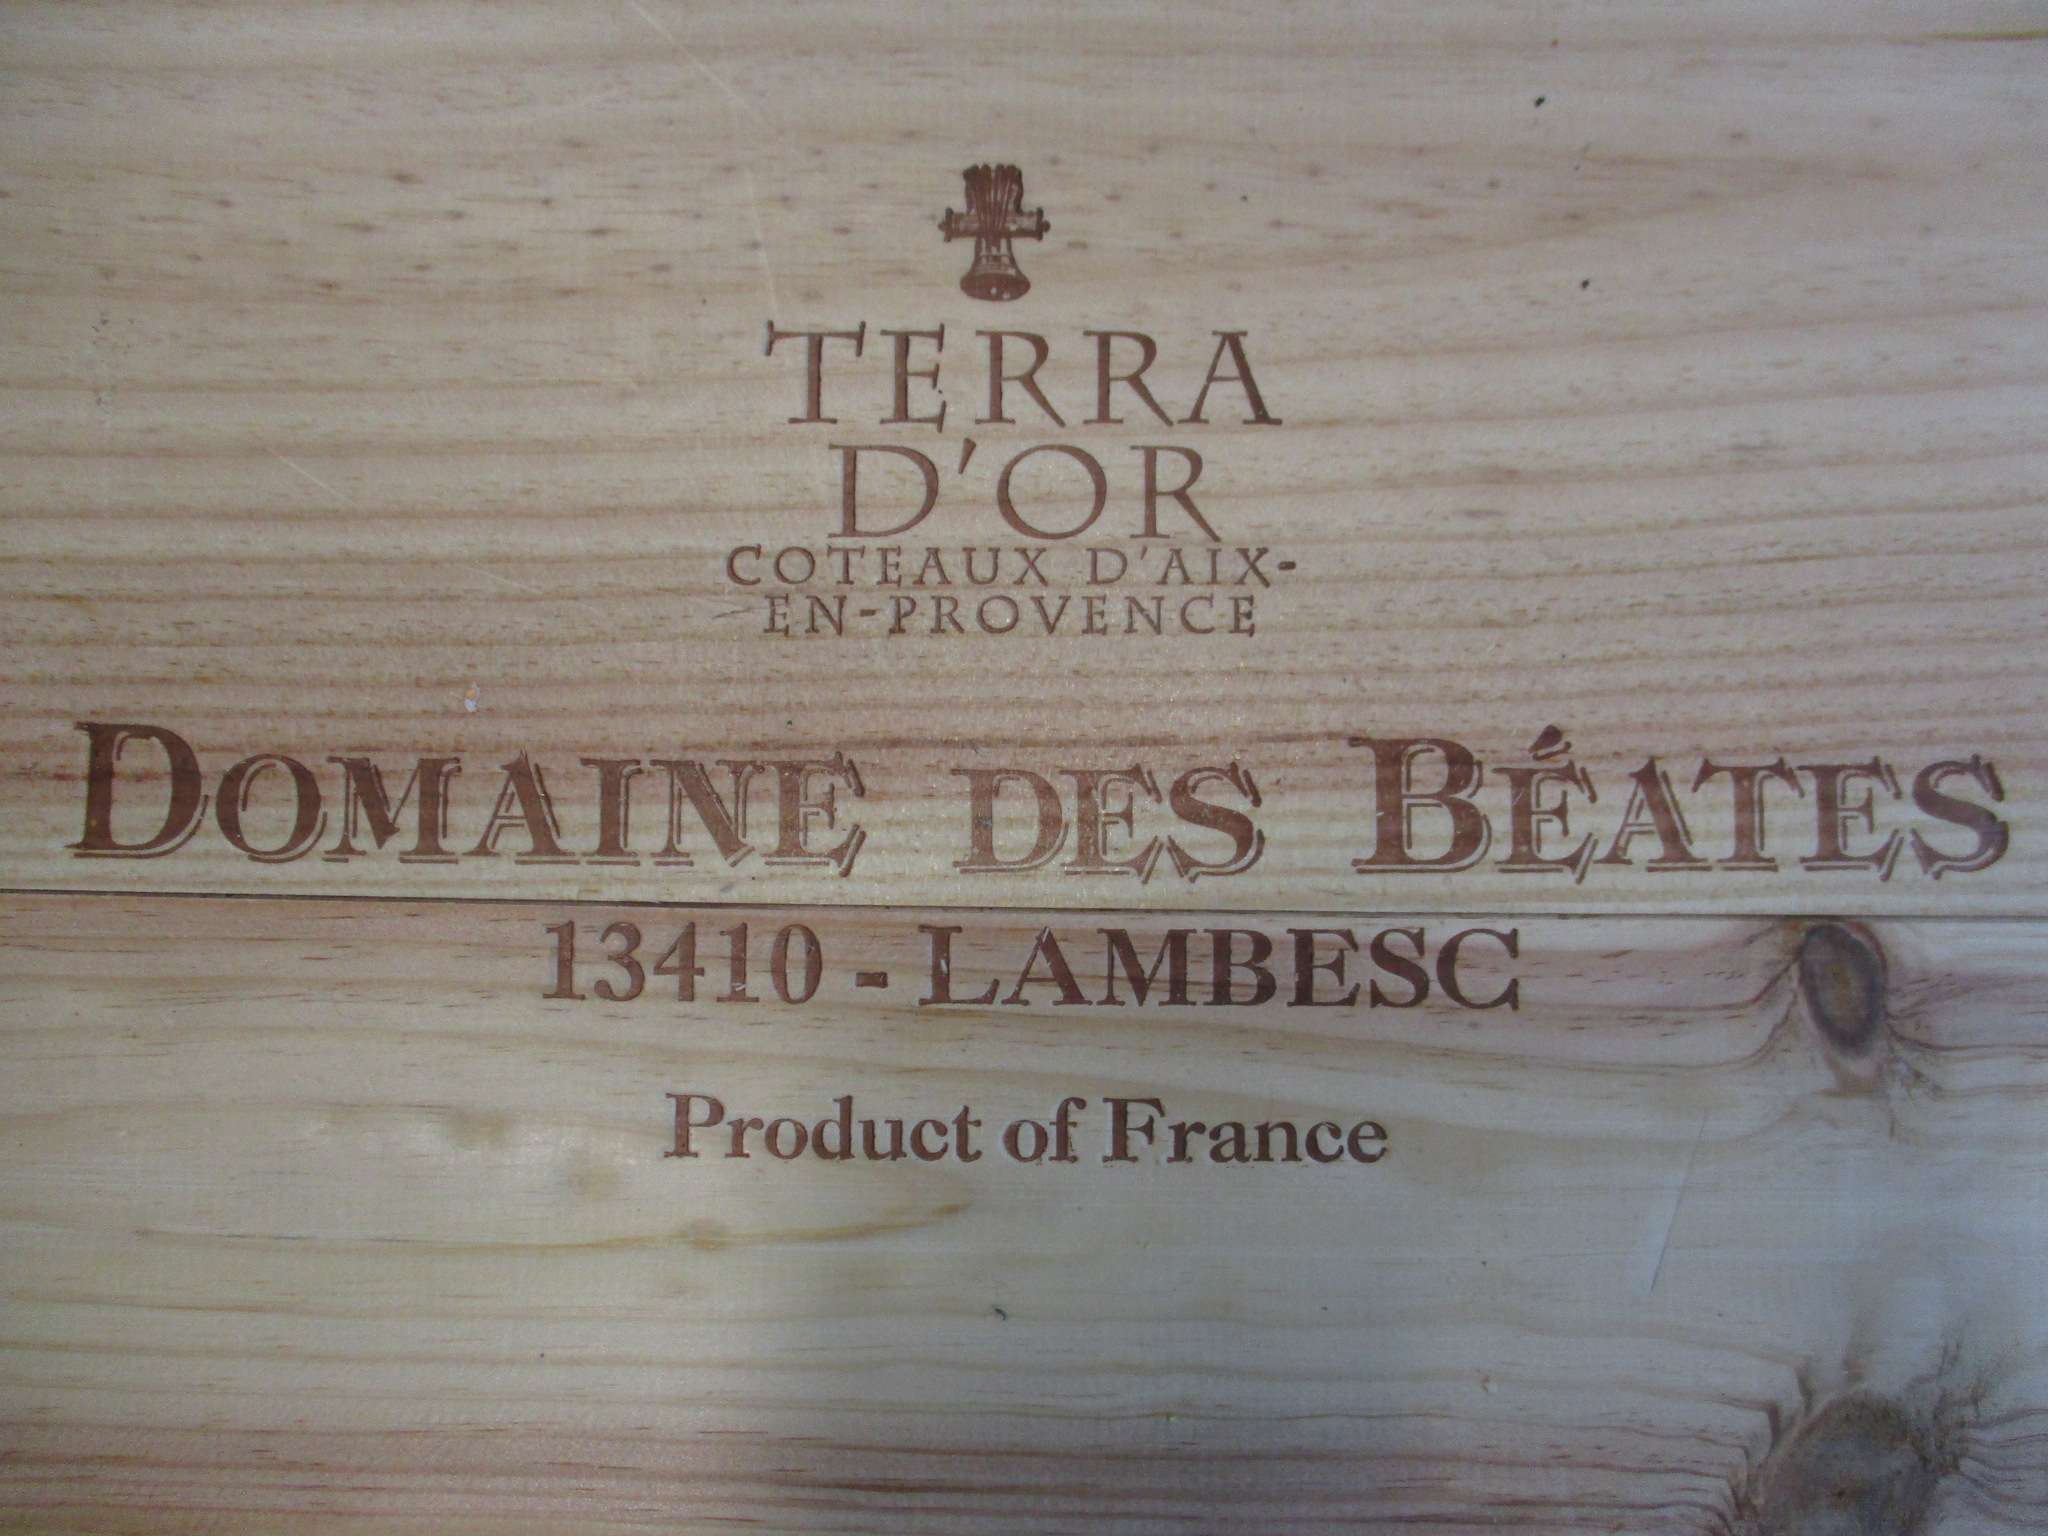 TERRA
D'OR
COTEAUX D'AIX-
EN-PROVENCE
DOMAINE DES BÉATES
13410 - LAMBESC
Product of France